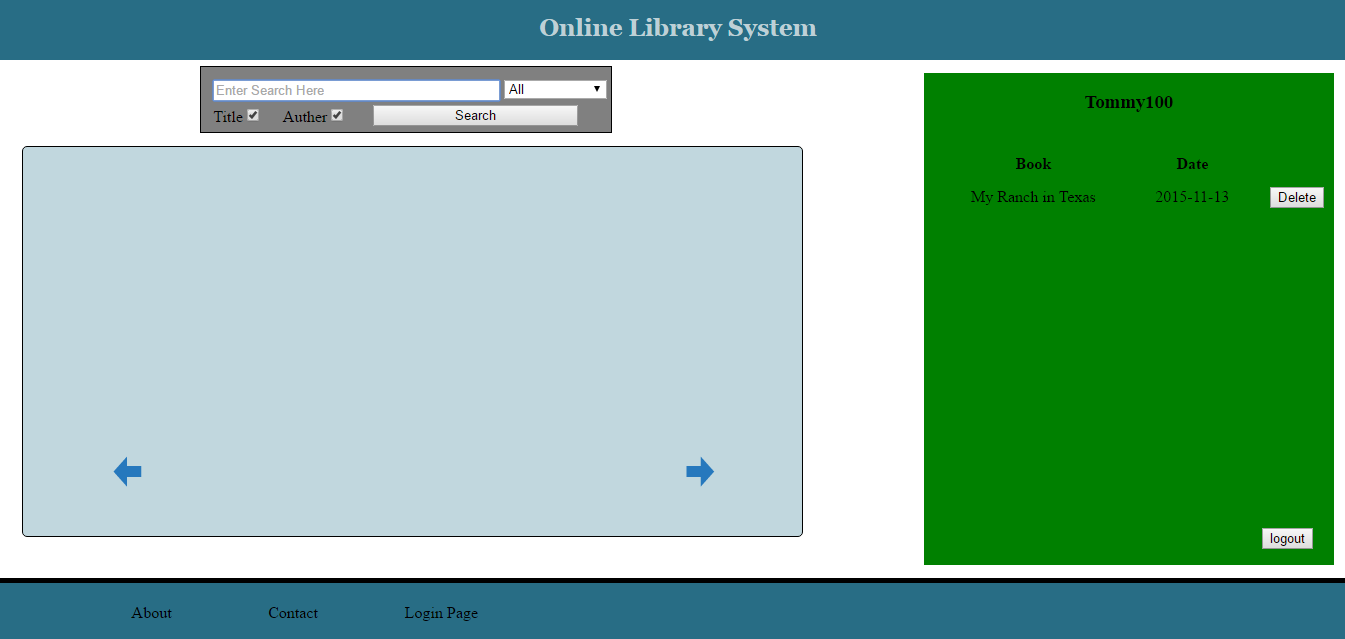 Online Library System
Enter Search Here All
Title Auther Search
Tommy100
Book Date
My Ranch in Texas 2015-11-13 Delete
logout
About Contact Login Page